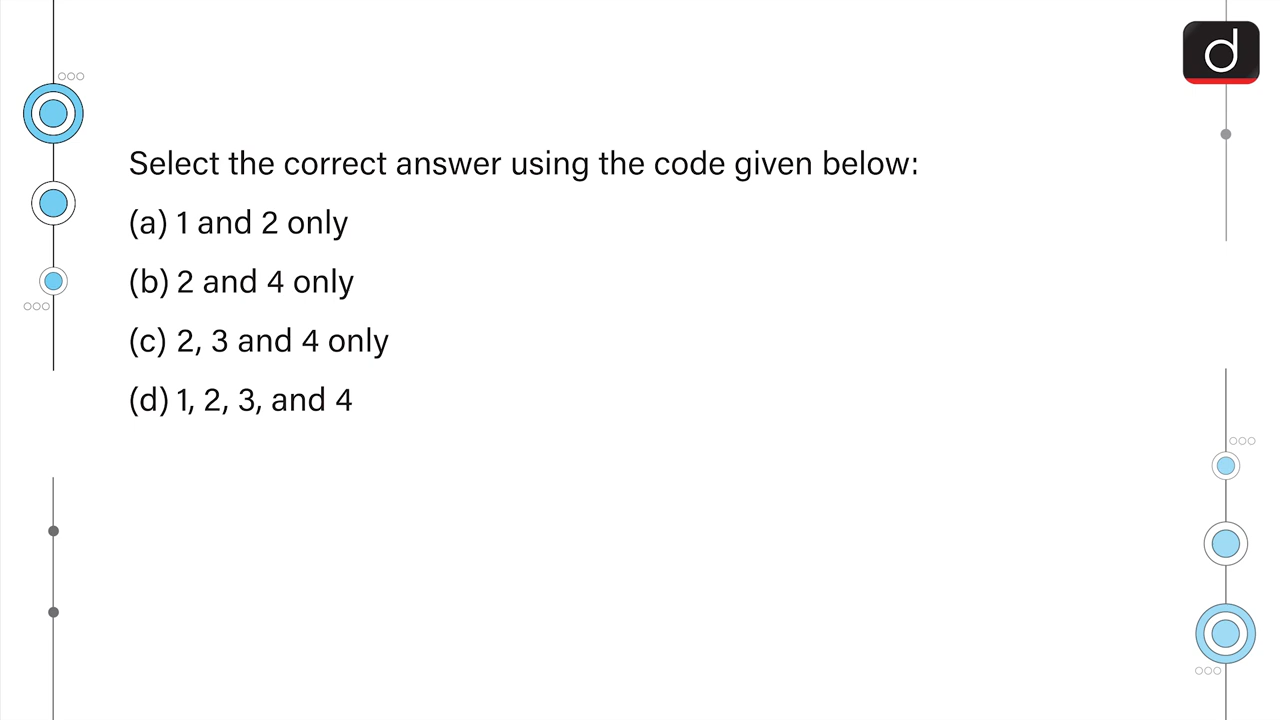 d
Select the correct answer using the code given below:
(a) 1 and 2 only
(b) 2 and 4 only
(c) 2, 3 and 4 only
(d) 1, 2, 3, and 4